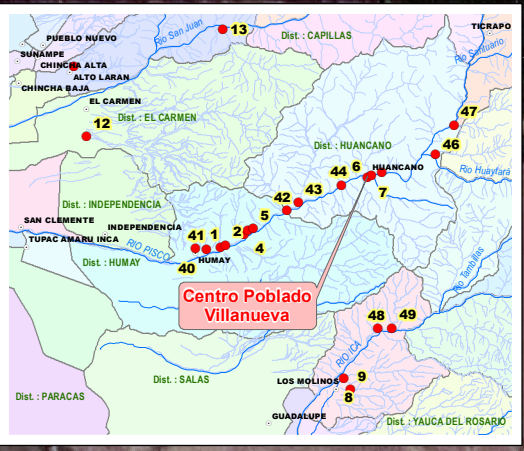 TICRAPO
Rio San Juan
13
Dist. : CAPILLAS
PUEBLO NUEVO
SUNAMPE
CHINCHA ALTA
ALTO LARAN
CHINCHA BAJA
Rio Santuario
EL CARMEN
Dist. : EL CARMEN
12
47
Dist. : HUANCANO
46
6
HUANCANO
44
Rio Huayfará
7
43
42
Dist. : INDEPENDENCIA
SAN CLEMENTE
INDEPENDENCIA
5
TUPAC AMARU INCA
RIO PISCO
41
1
2
4
Dist. : HUMAY
HUMAY
40
Rio Tambillas
Centro Poblado
Villanueva
48
49
RIO ICA
Dist. : SALAS
LOS MOLINOS
9
8
Dist. : PARACAS
GUADALUPE
Dist. : YAUCA DEL ROSARIO